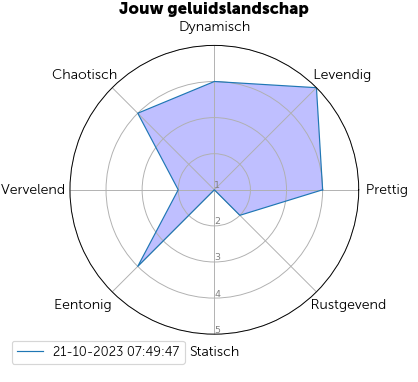 Jouw geluidslandschap
Dynamisch
Chaotisch
Levendig
Vervelend
1
Prettig
2
3
4
Eentonig
Rustgevend
5
21-10-2023 07:49:47
Statisch